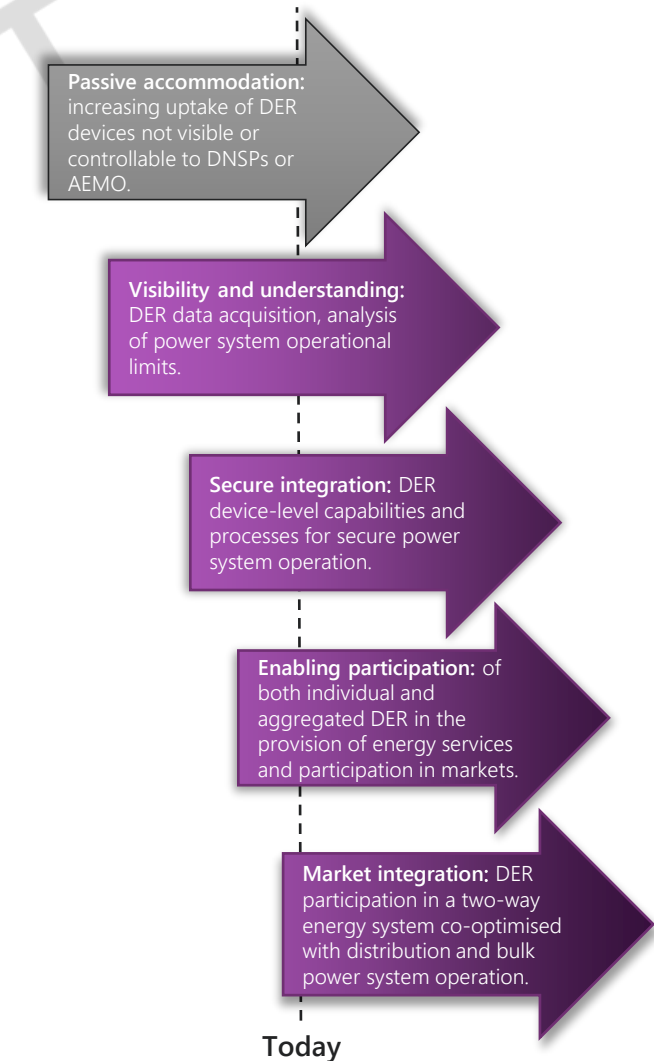 Passive accommodation:
increasing uptake of DER
devices not visible or
controllable to DNSPs or
AEMO.
Visibility and understanding:
DER data acquisition, analysis
of power system operational
limits.
Secure integration: DER
device-level capabilities and
processes for secure power
system operation.
Enabling participation: of
both individual and
aggregated DER in the
provision of energy services
and participation in markets.
Market integration: DER
participation in a two-way
energy system co-optimised
with distribution and bulk
power system operation.
Today